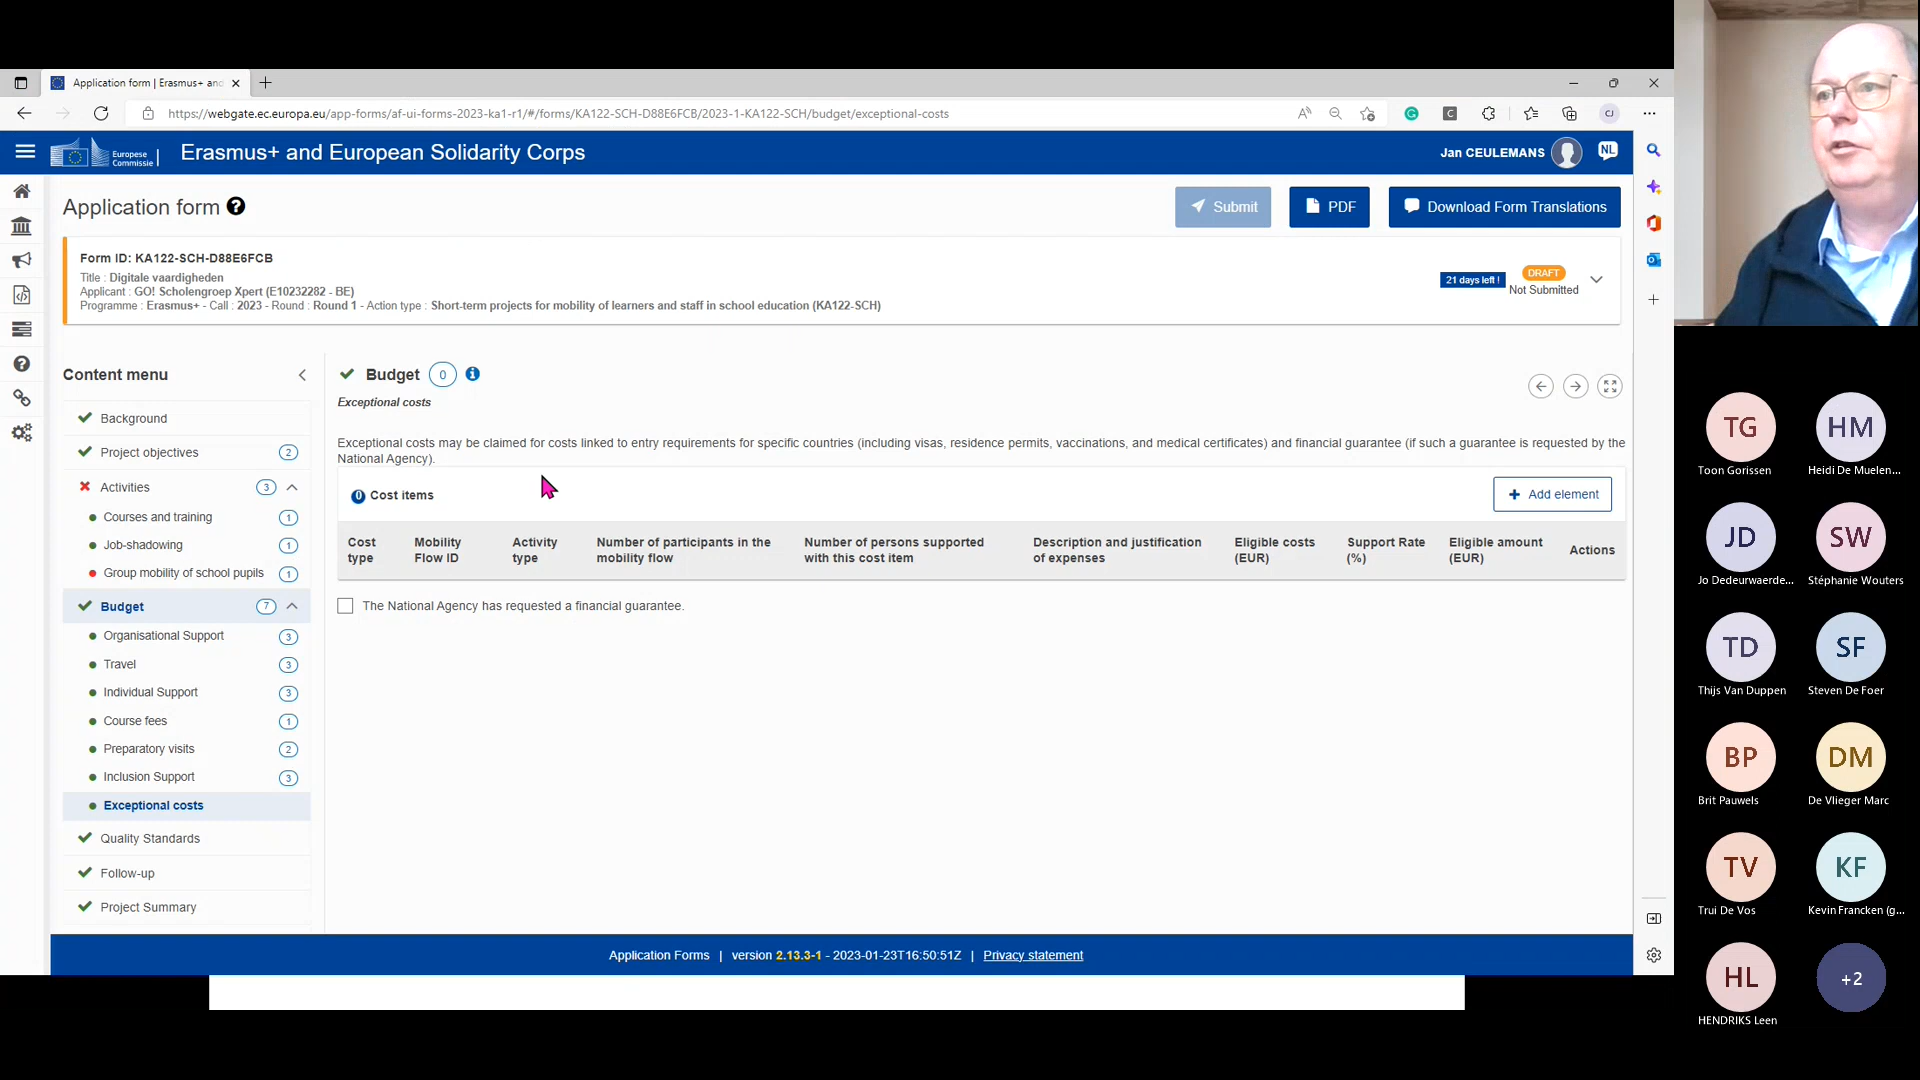 Application form | Erasmus+ and
https://webgate.ec.europa.eu/app-forms/af-ui-forms-2023-ka1-r1/#/forms/KA122-SCH-D88E6FCB/2023-1-KA122-SCH/budget/exceptional-costs
CJ
Europese
Commissie
Erasmus+ and European Solidarity Corps
Jan CEULEMANS
NL
Application form
Submit
PDF
Download Form Translations
Form ID: KA122-SCH-D88E6FCB
Title : Digitale vaardigheden
Applicant : GO! Scholengroep Xpert (E10232282 - BE)
Programme : Erasmus+ - Call : 2023 - Round : Round 1 - Action type : Short-term projects for mobility of learners and staff in school education (KA122-SCH)
21 days left !
DRAFT
Not Submitted
Content menu
Background
Project objectives 2
Activities 3
Courses and training 1
Job-shadowing 1
Group mobility of school pupils 1
Budget 7
Organisational Support 3
Travel 3
Individual Support 3
Course fees 1
Preparatory visits 2
Inclusion Support 3
Exceptional costs
Quality Standards
Follow-up
Project Summary
Budget 0
Exceptional costs
Exceptional costs may be claimed for costs linked to entry requirements for specific countries (including visas, residence permits, vaccinations, and medical certificates) and financial guarantee (if such a guarantee is requested by the
National Agency).
0 Cost items
Add element
Cost type
Mobility Flow ID
Activity type
Number of participants in the mobility flow
Number of persons supported with this cost item
Description and justification of expenses
Eligible costs (EUR)
Support Rate (%)
Eligible amount (EUR)
Actions
The National Agency has requested a financial guarantee.
Application Forms | version 2.13.3-1 - 2023-01-23T16:50:51Z | Privacy statement
TG
Toon Gorissen
HM
Heidi De Muelen...
JD
Jo Dedeurwaerde...
SW
Stéphanie Wouters
TD
Thijs Van Duppen
SF
Steven De Foer
BP
Brit Pauwels
DM
De Vlieger Marc
TV
Trui De Vos
KF
Kevin Francken (g...
HL
HENDRIKS Leen
+2